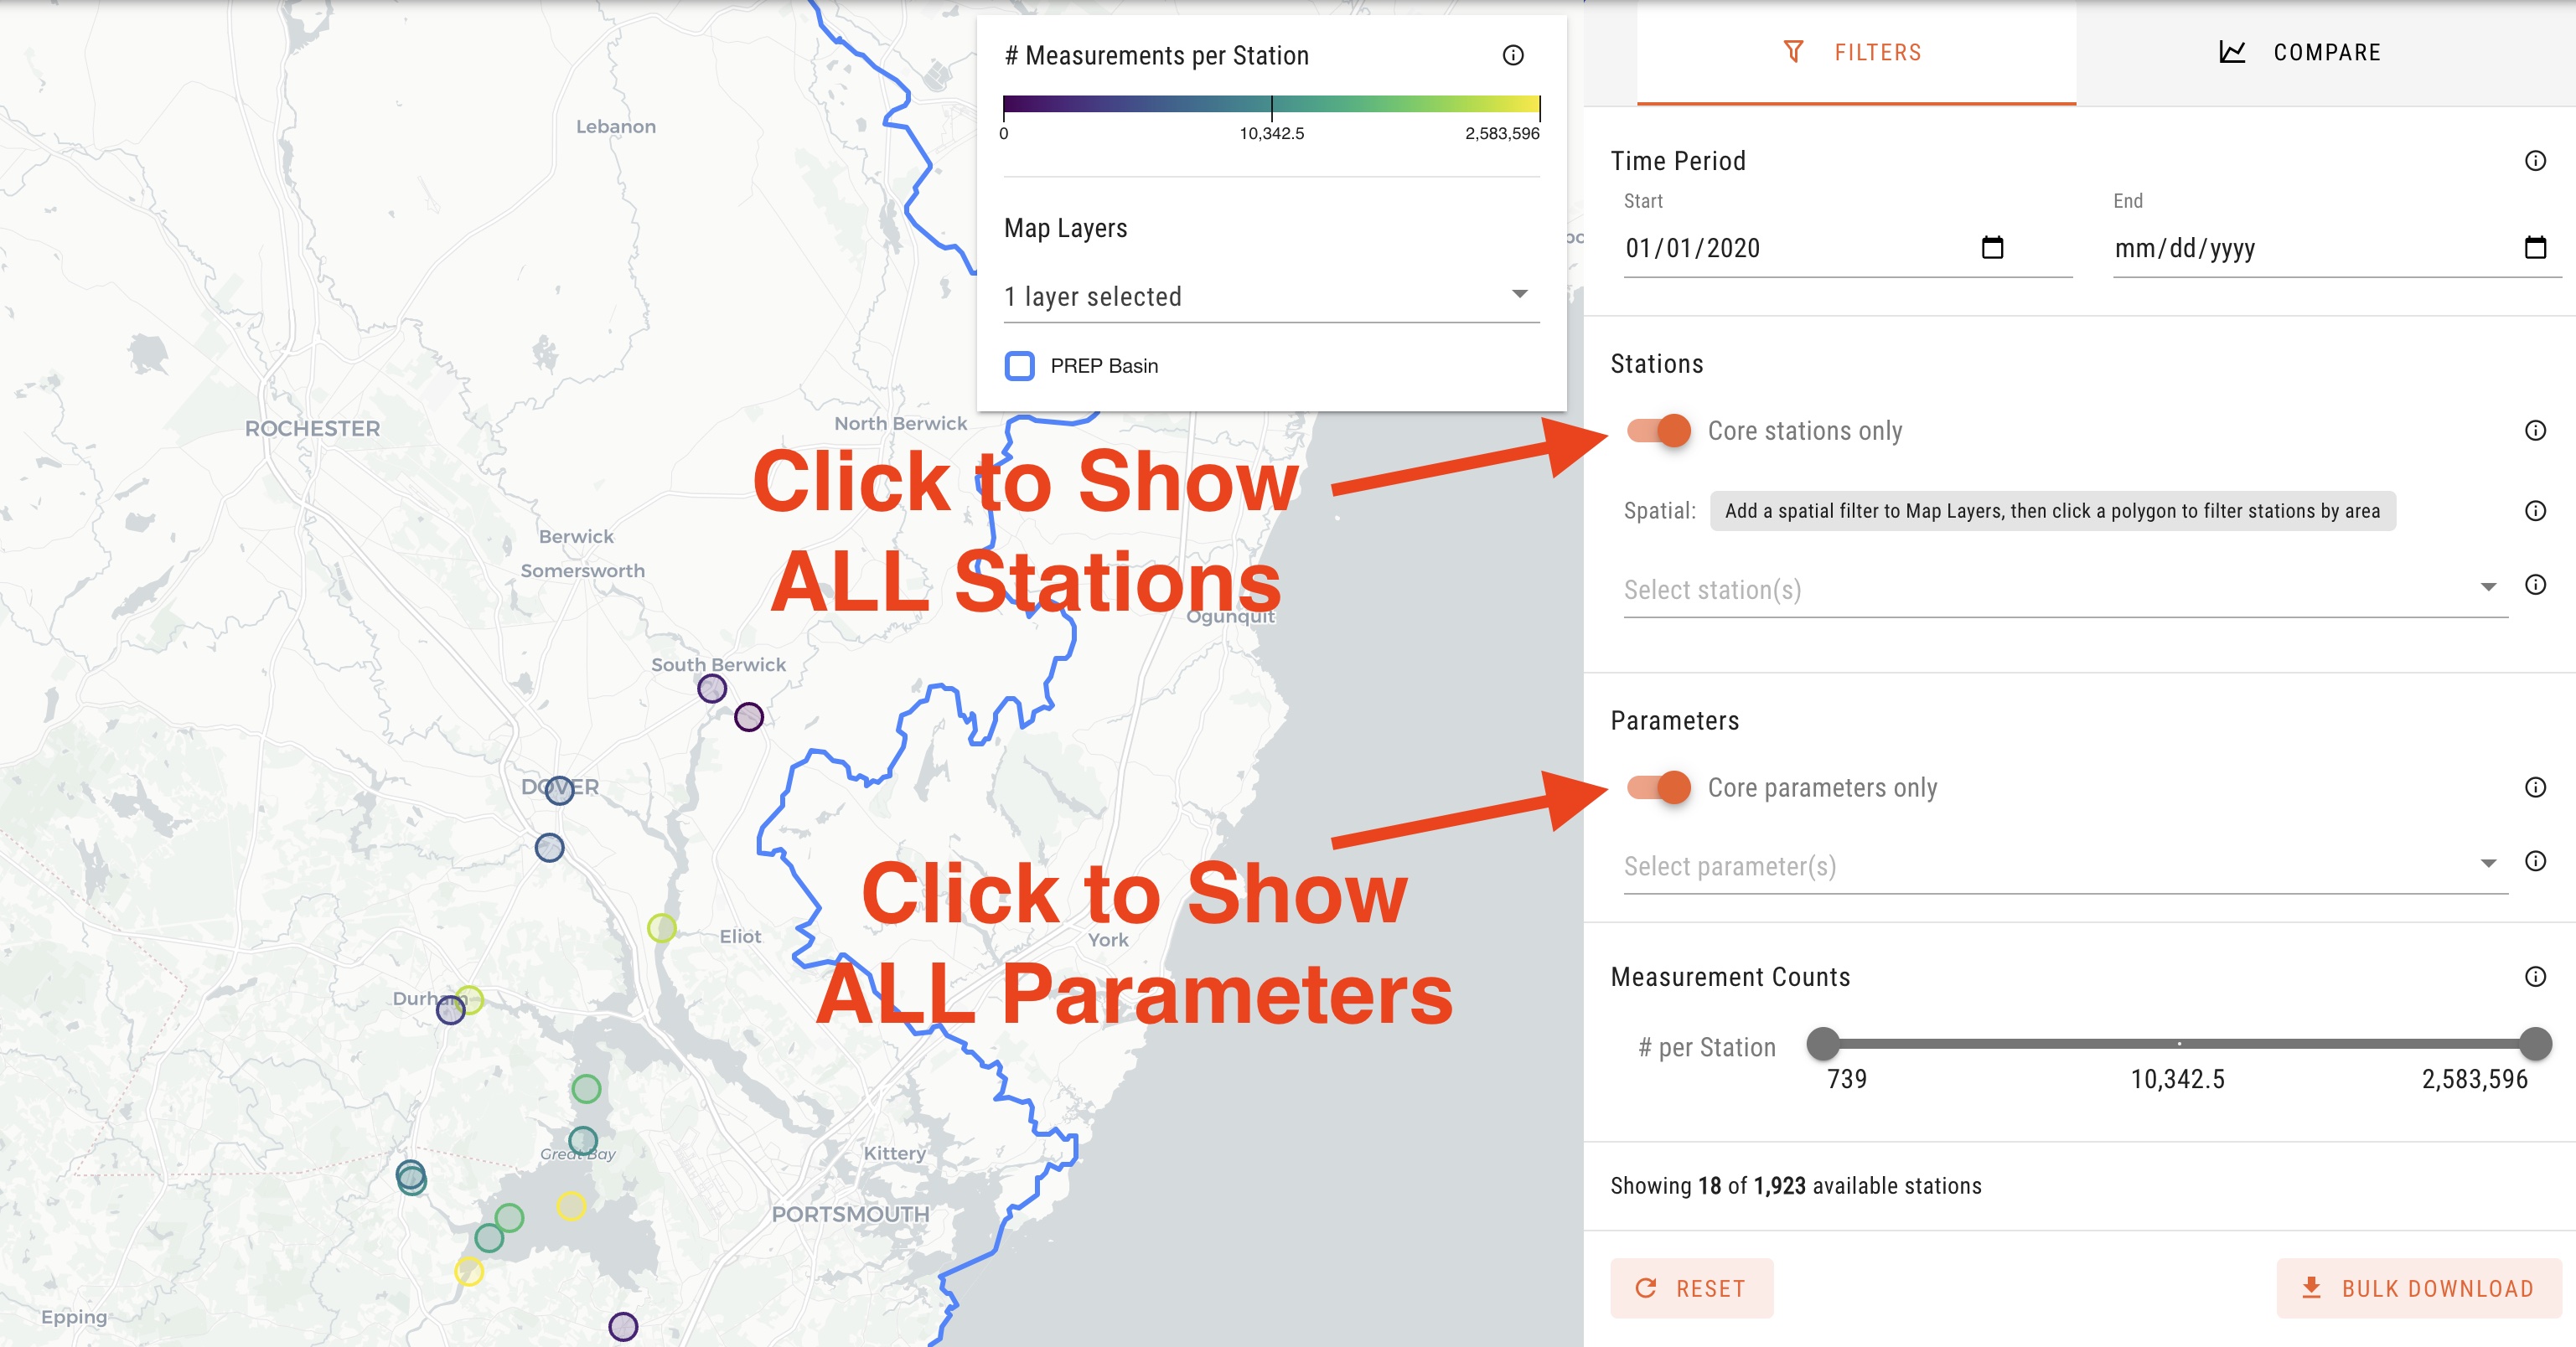 # Measurements per Station
0
10,342.5
2,583,596
Map Layers
1 layer selected
PREP Basin
Lebanon
ROCHESTER
North Berwick
Berwick
Somersworth
Ogunquit
South Berwick
DOVER
Eliot
York
Durham
Great Bay
Kittery
PORTSMOUTH
Epping
Click to Show
ALL Stations
Click to Show
ALL Parameters
FILTERS
COMPARE
Time Period
Start
End
01/01/2020
mm/dd/yyyy
Stations
Core stations only
Spatial:
Add a spatial filter to Map Layers, then click a polygon to filter stations by area
Select station(s)
Parameters
Core parameters only
Select parameter(s)
Measurement Counts
# per Station
739
10,342.5
2,583,596
Showing 18 of 1,923 available stations
RESET
BULK DOWNLOAD